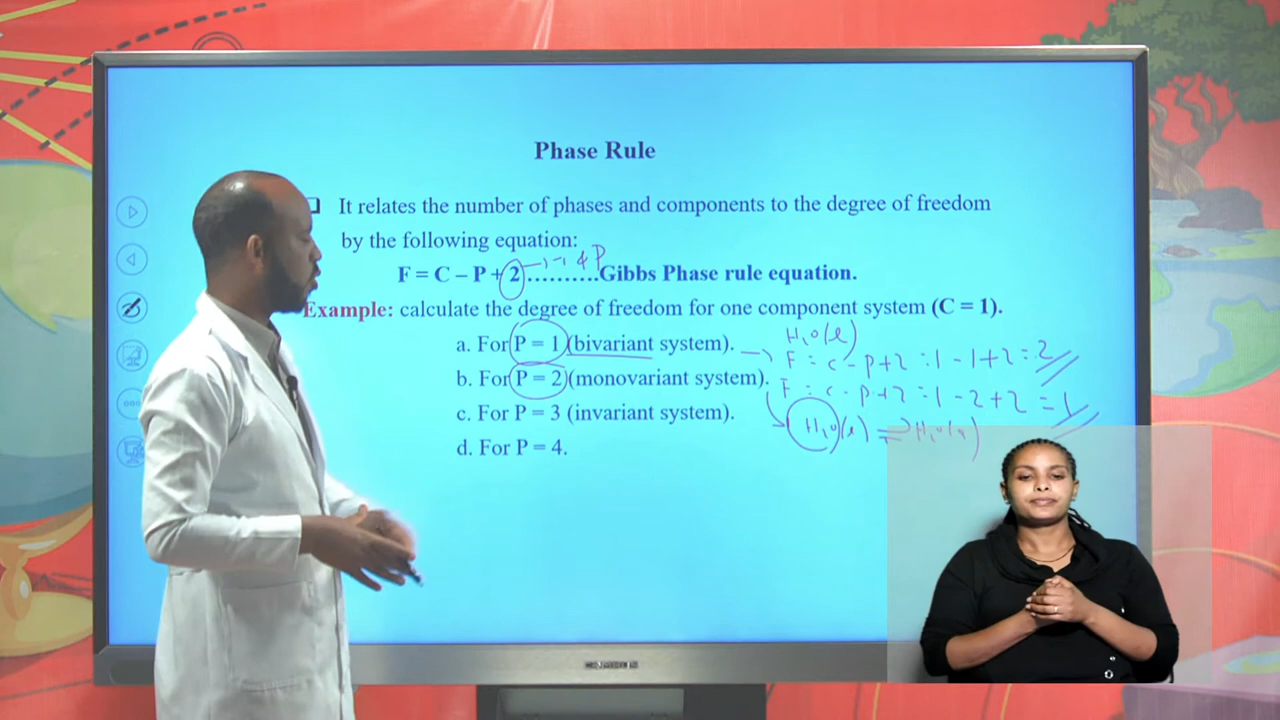 Phase Rule
It relates the number of phases and components to the degree of freedom
by the following equation:
T & P
F = C – P + 2..........Gibbs Phase rule equation.
Example: calculate the degree of freedom for one component system (C = 1).
H₂O(l)
a. For P = 1 (bivariant system). → F = C - P + 2 = 1 - 1 + 2 = 2
b. For P = 2 (monovariant system). F = C - P + 2 = 1 - 2 + 2 = 1
c. For P = 3 (invariant system). H₂O(l) ⇌ H₂O(g)
d. For P = 4.